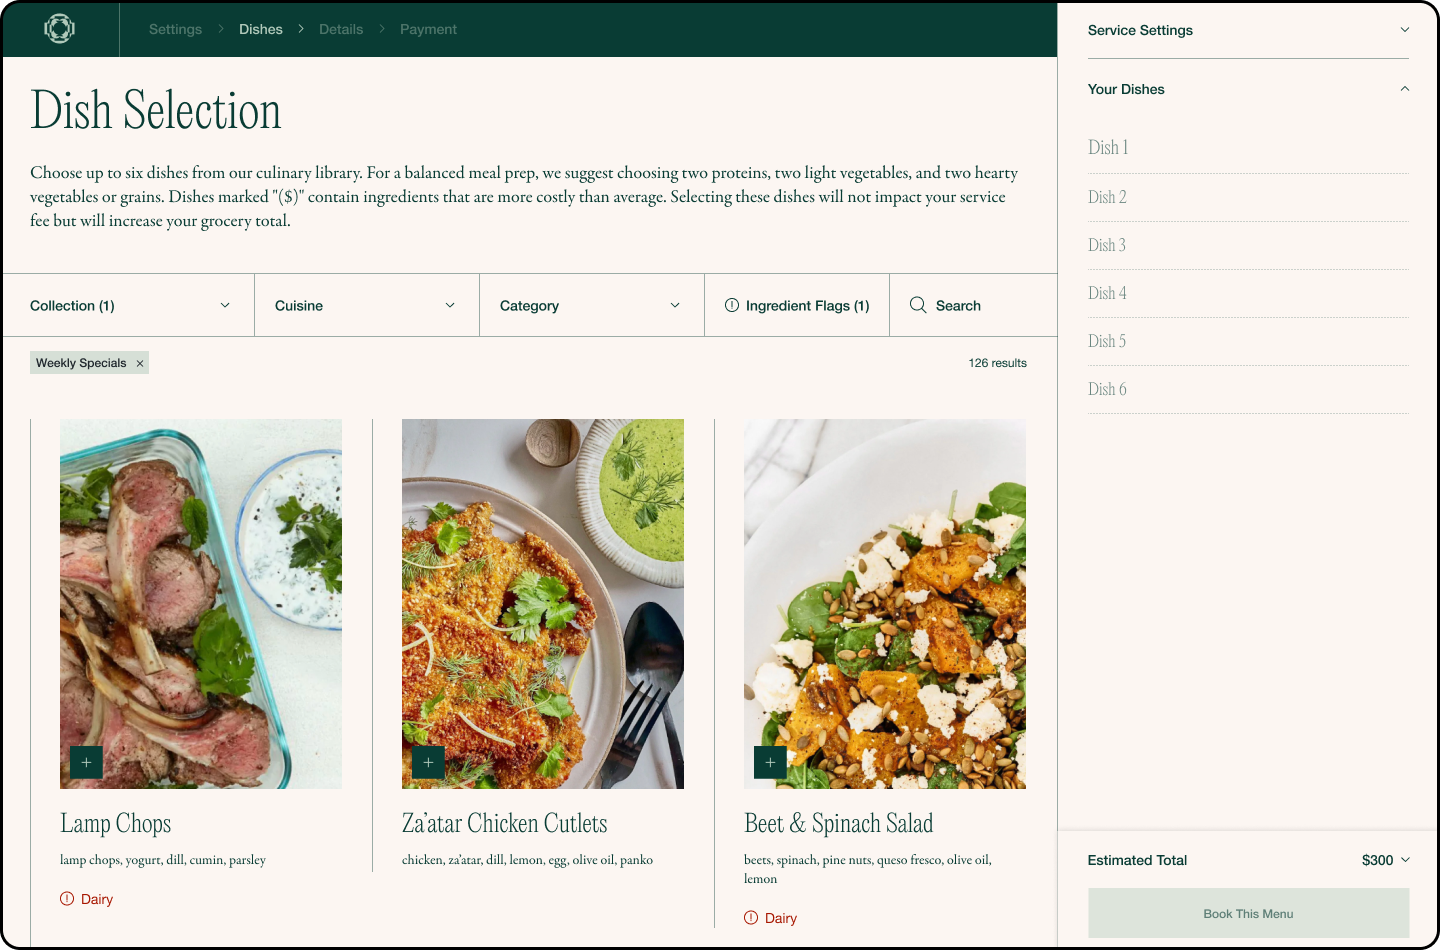 Settings
Dishes
Details
Payment
Dish Selection
Choose up to six dishes from our culinary library. For a balanced meal prep, we suggest choosing two proteins, two light vegetables, and two hearty
vegetables or grains. Dishes marked "($)" contain ingredients that are more costly than average. Selecting these dishes will not impact your service
fee but will increase your grocery total.
Collection (1)
Cuisine
Category
Ingredient Flags (1)
Search
Weekly Specials ×
126 results
Lamp Chops
lamp chops, yogurt, dill, cumin, parsley
Dairy
Za’atar Chicken Cutlets
chicken, za’atar, dill, lemon, egg, olive oil, panko
Beet & Spinach Salad
beets, spinach, pine nuts, queso fresco, olive oil,
lemon
Dairy
Service Settings
Your Dishes
Dish 1
Dish 2
Dish 3
Dish 4
Dish 5
Dish 6
Estimated Total
$300
Book This Menu